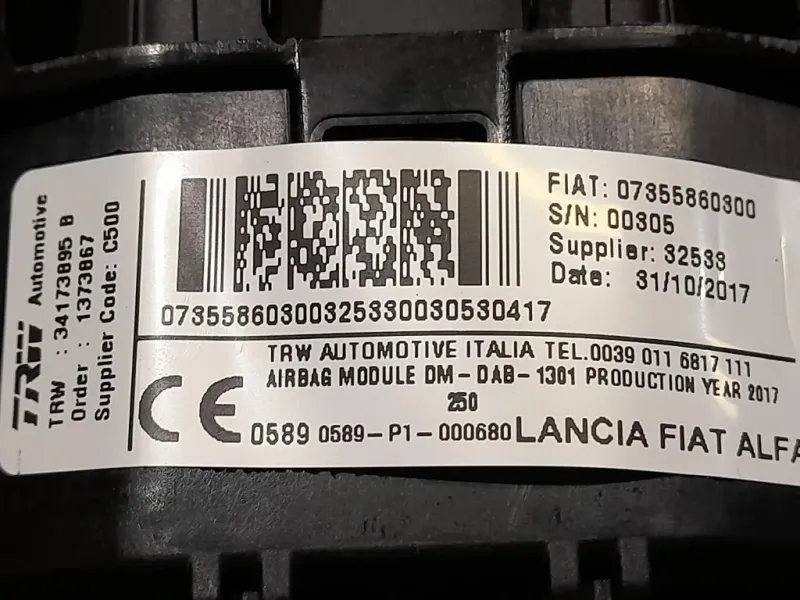 TRW Automotive
TRW : 34173895 B
Order : 1373867
Supplier Code: C500
FIAT: 07355860300
S/N: 00305
Supplier: 32533
Date: 31/10/2017
07355860300325330030530417
TRW AUTOMOTIVE ITALIA TEL.0039 011 6817 111
AIRBAG MODULE DM-DAB-1301 PRODUCTION YEAR 2017
250
CE 0589 0589-P1-000680 LANCIA FIAT ALFA